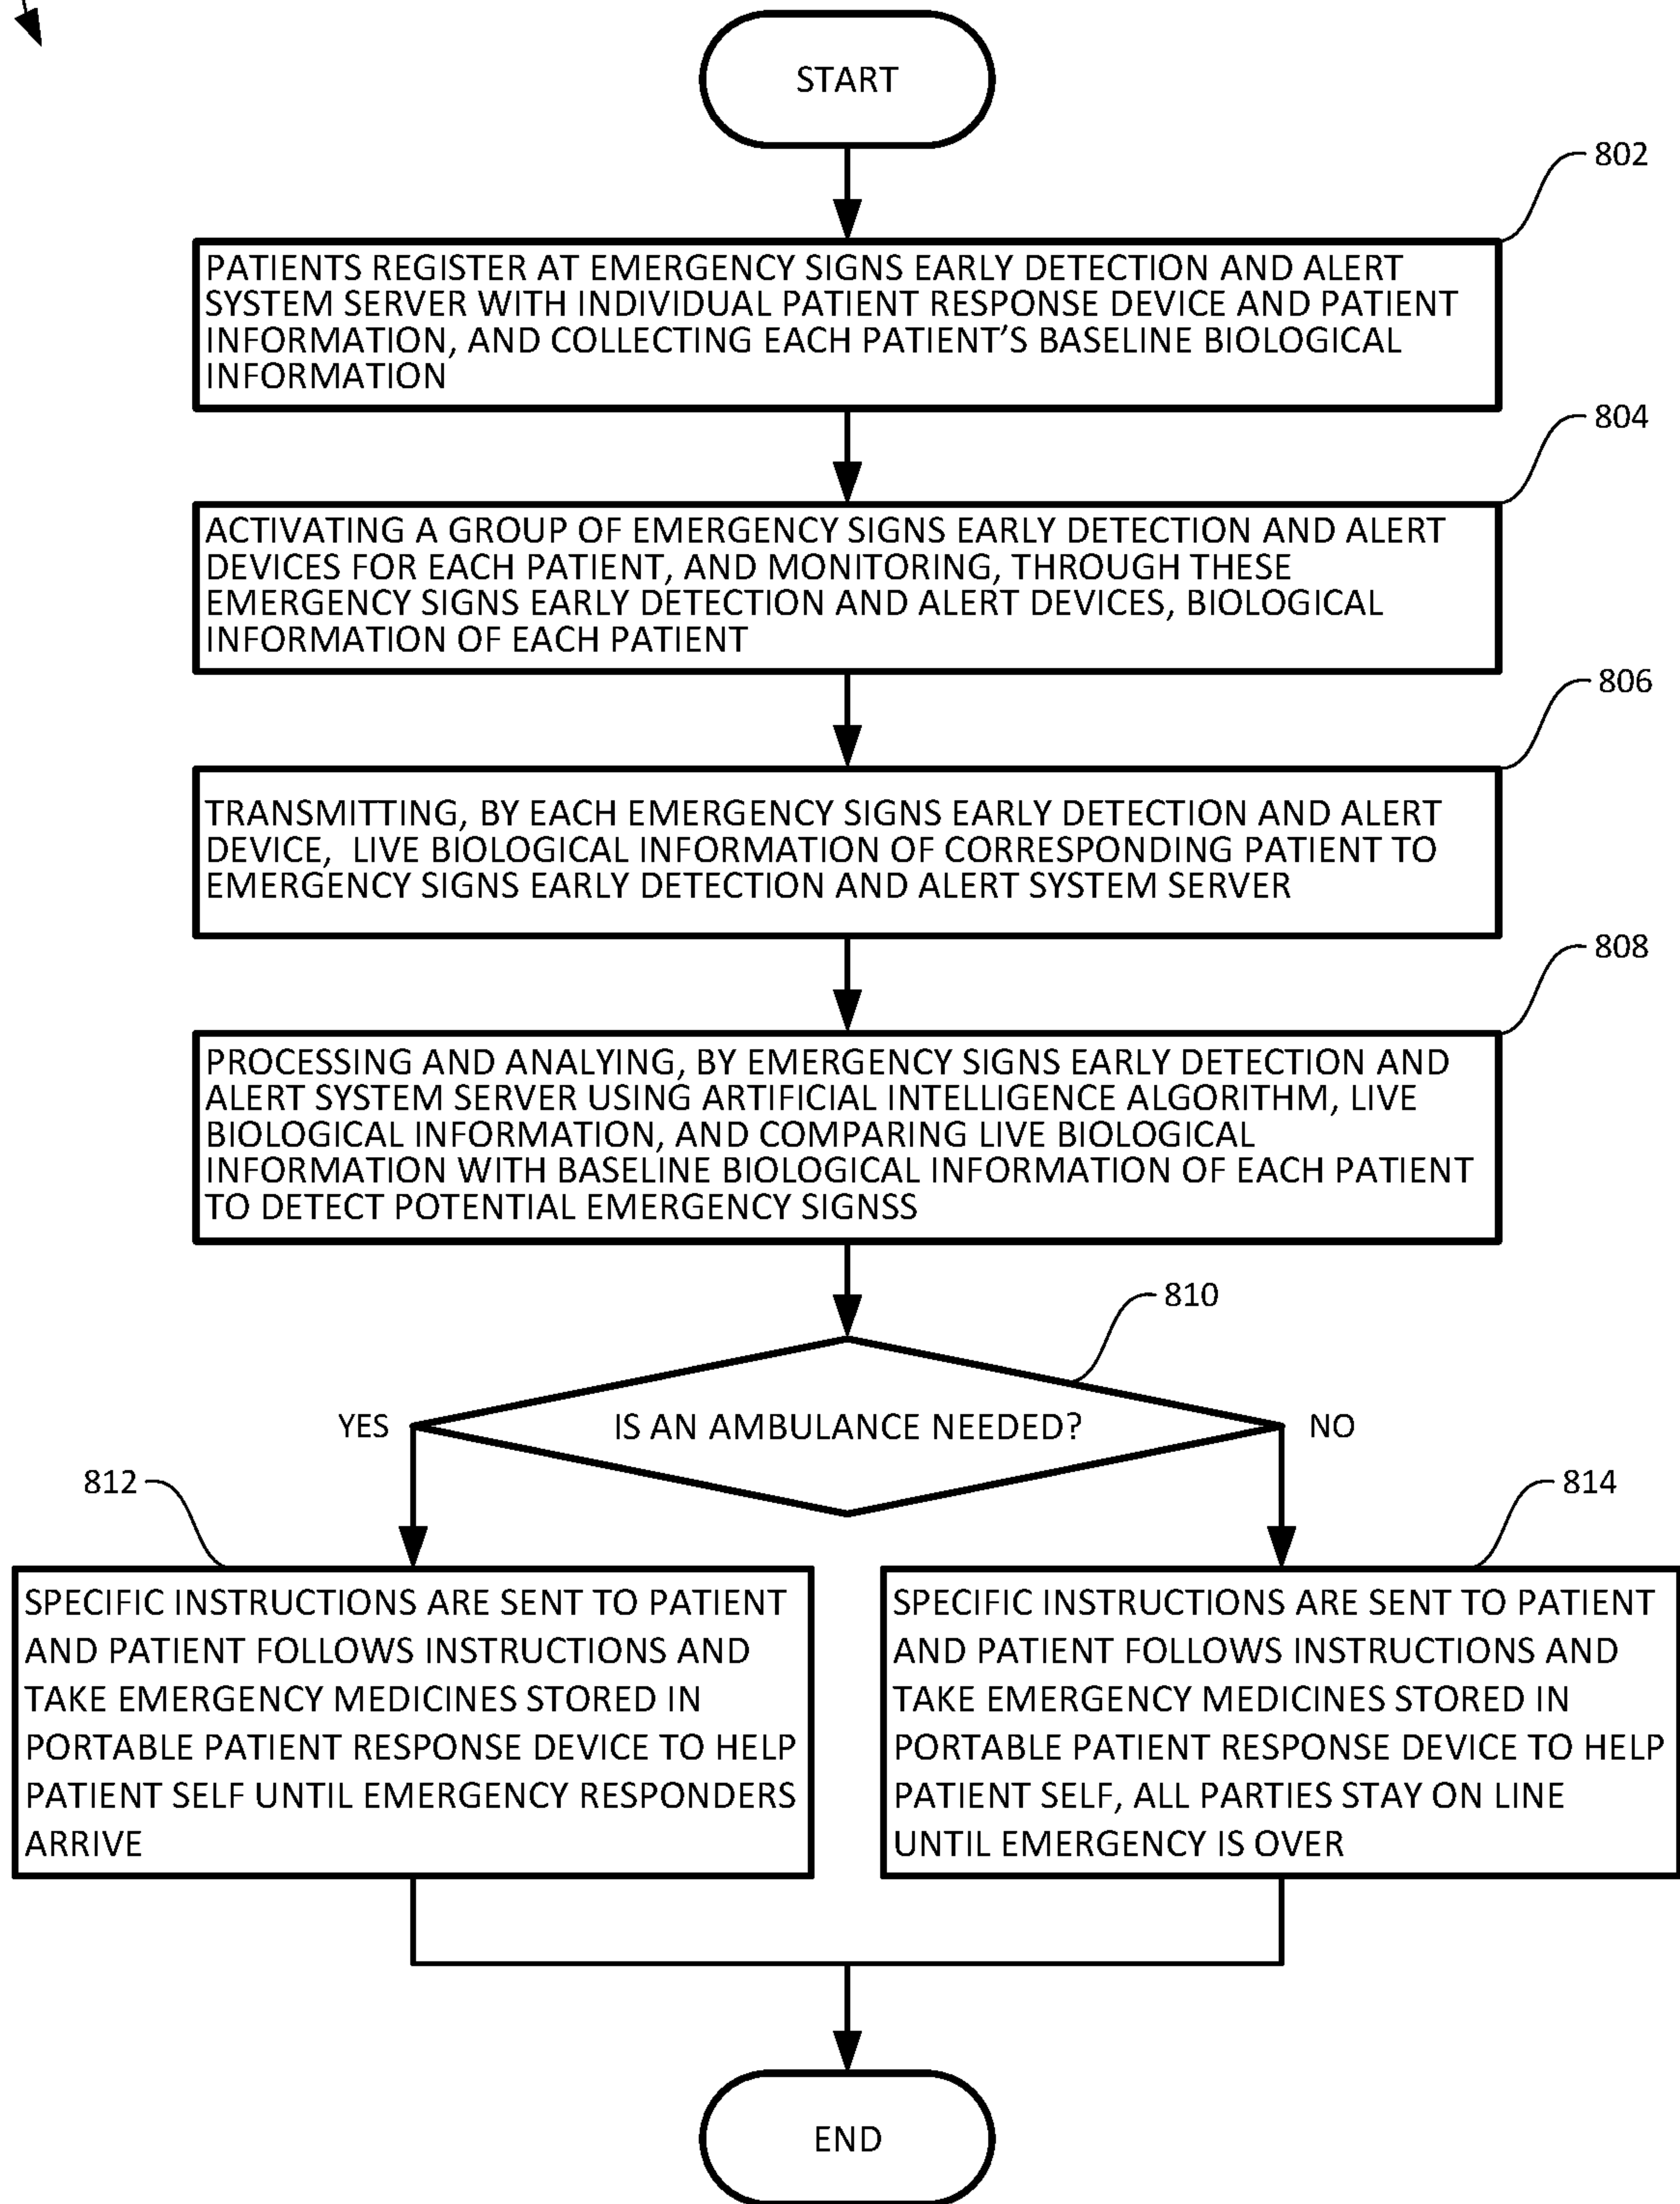 START
802
PATIENTS REGISTER AT EMERGENCY SIGNS EARLY DETECTION AND ALERT
SYSTEM SERVER WITH INDIVIDUAL PATIENT RESPONSE DEVICE AND PATIENT
INFORMATION, AND COLLECTING EACH PATIENT’S BASELINE BIOLOGICAL
INFORMATION
804
ACTIVATING A GROUP OF EMERGENCY SIGNS EARLY DETECTION AND ALERT
DEVICES FOR EACH PATIENT, AND MONITORING, THROUGH THESE
EMERGENCY SIGNS EARLY DETECTION AND ALERT DEVICES, BIOLOGICAL
INFORMATION OF EACH PATIENT
806
TRANSMITTING, BY EACH EMERGENCY SIGNS EARLY DETECTION AND ALERT
DEVICE,  LIVE BIOLOGICAL INFORMATION OF CORRESPONDING PATIENT TO
EMERGENCY SIGNS EARLY DETECTION AND ALERT SYSTEM SERVER
808
PROCESSING AND ANALYING, BY EMERGENCY SIGNS EARLY DETECTION AND
ALERT SYSTEM SERVER USING ARTIFICIAL INTELLIGENCE ALGORITHM, LIVE
BIOLOGICAL INFORMATION, AND COMPARING LIVE BIOLOGICAL
INFORMATION WITH BASELINE BIOLOGICAL INFORMATION OF EACH PATIENT
TO DETECT POTENTIAL EMERGENCY SIGNSS
810
YES
IS AN AMBULANCE NEEDED?
NO
812
SPECIFIC INSTRUCTIONS ARE SENT TO PATIENT
AND PATIENT FOLLOWS INSTRUCTIONS AND
TAKE EMERGENCY MEDICINES STORED IN
PORTABLE PATIENT RESPONSE DEVICE TO HELP
PATIENT SELF UNTIL EMERGENCY RESPONDERS
ARRIVE
814
SPECIFIC INSTRUCTIONS ARE SENT TO PATIENT
AND PATIENT FOLLOWS INSTRUCTIONS AND
TAKE EMERGENCY MEDICINES STORED IN
PORTABLE PATIENT RESPONSE DEVICE TO HELP
PATIENT SELF, ALL PARTIES STAY ON LINE
UNTIL EMERGENCY IS OVER
END